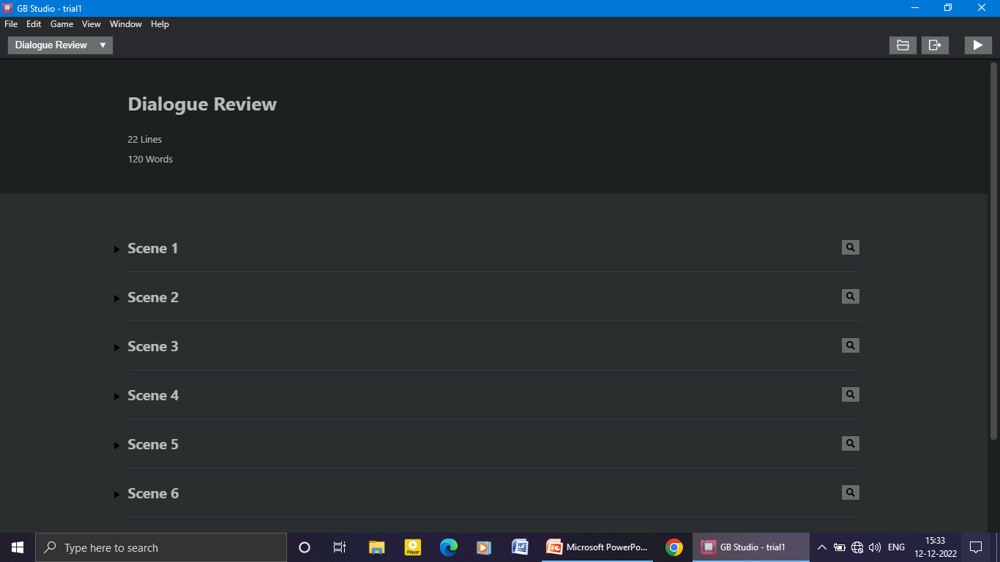 GB Studio - trial1
File Edit Game View Window Help
Dialogue Review
Dialogue Review
22 Lines
120 Words
Scene 1
Scene 2
Scene 3
Scene 4
Scene 5
Scene 6
Type here to search
Player
Microsoft PowerPo...
GB Studio - trial1
ENG
15:33
12-12-2022